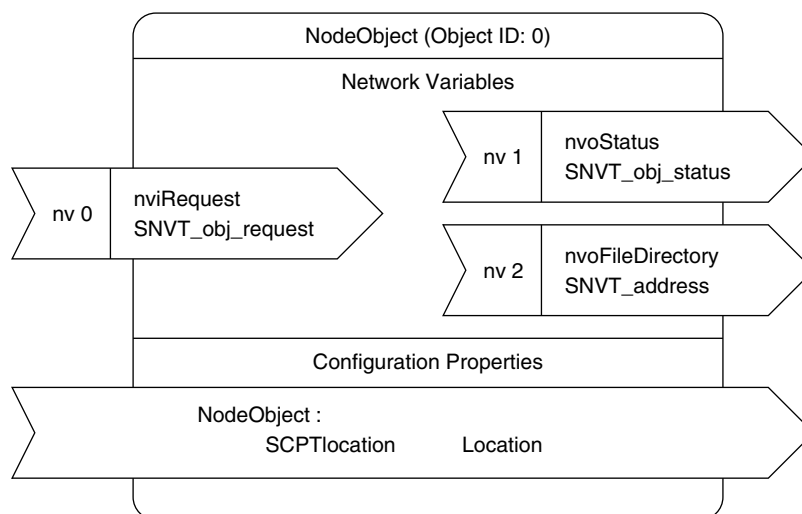 NodeObject (Object ID: 0)
Network Variables
nv 0
nviRequest
SNVT_obj_request
nv 1
nvoStatus
SNVT_obj_status
nv 2
nvoFileDirectory
SNVT_address
Configuration Properties
NodeObject :
SCPTlocation Location